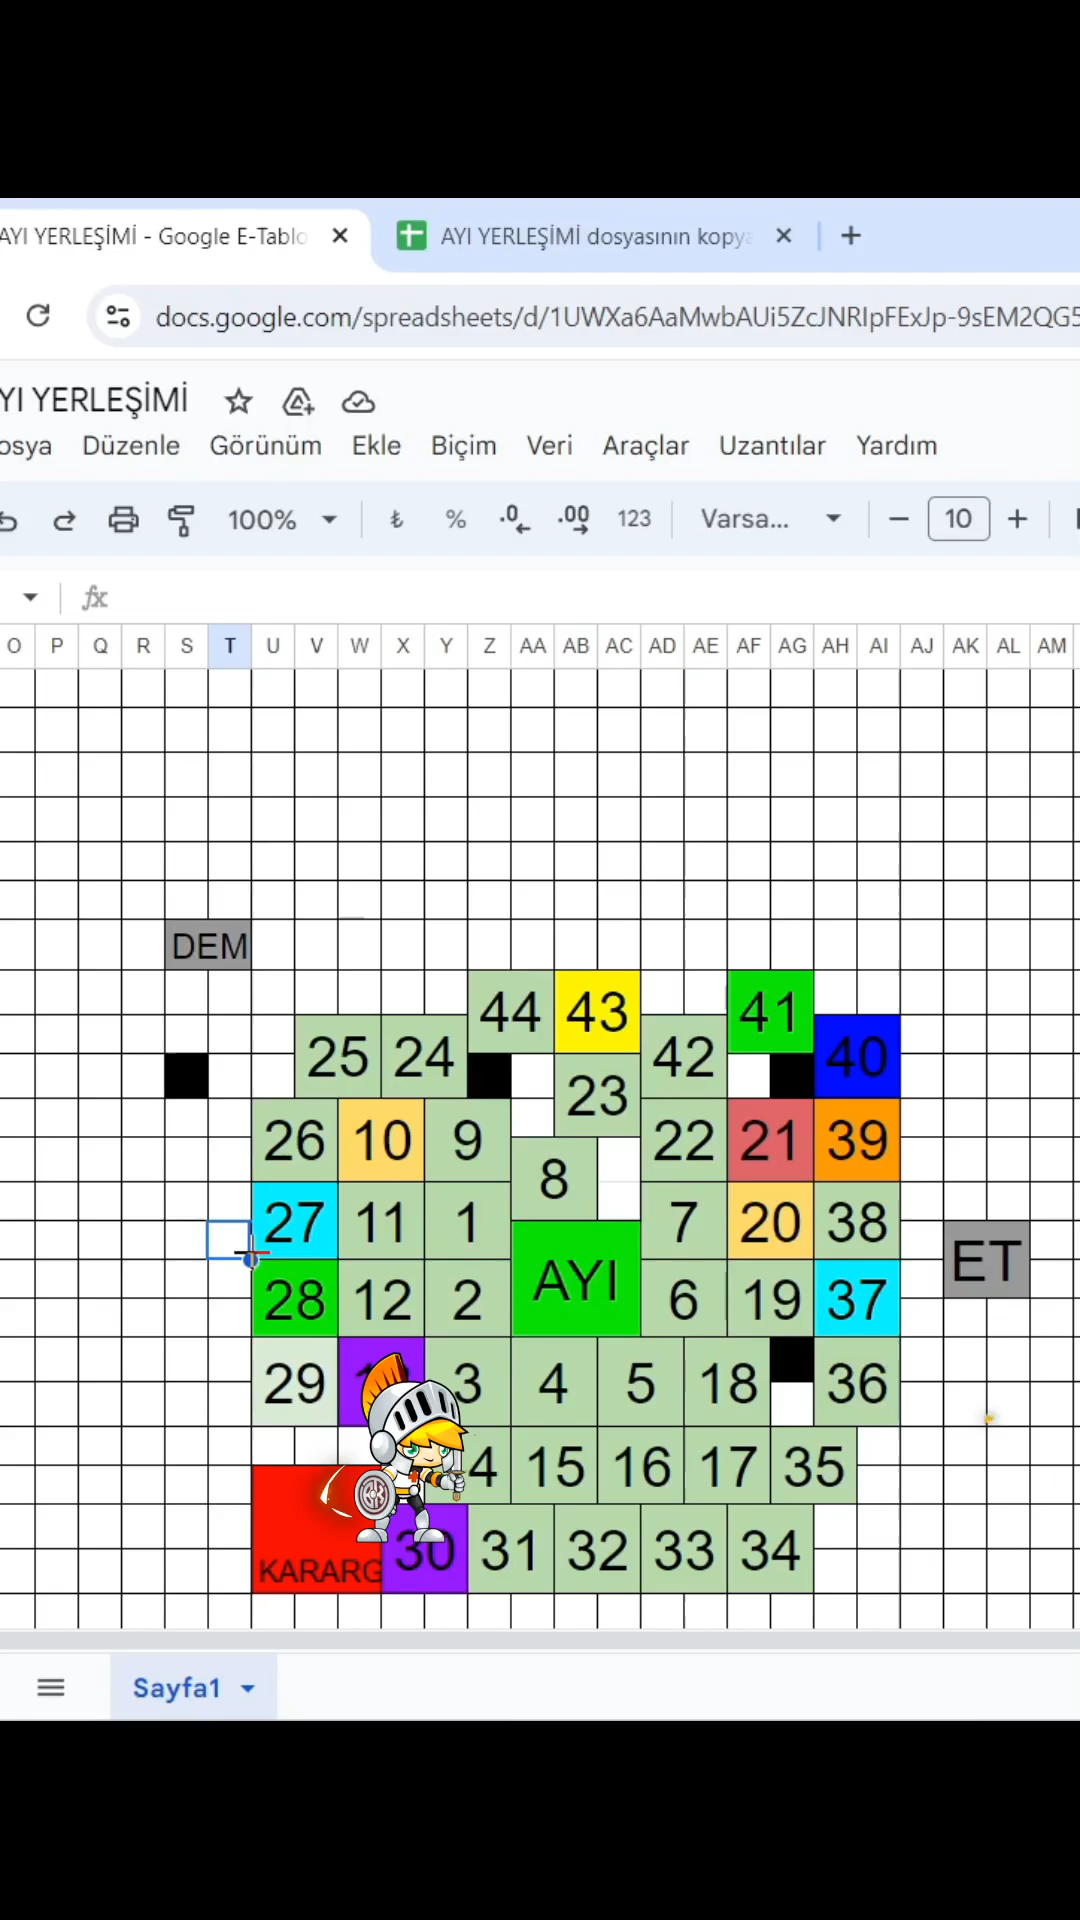 AYI YERLEŞİMİ - Google E-Tablo
AYI YERLEŞİMİ dosyasının kopya
docs.google.com/spreadsheets/d/1UWXa6AaMwbAUi5ZcJNRIpFExJp-9sEM2QG5
YI YERLEŞİMİ
osya Düzenle Görünüm Ekle Biçim Veri Araçlar Uzantılar Yardım
100% ₺ % .0 .00 123 Varsa... 10
fx
O P Q R S T U V W X Y Z AA AB AC AD AE AF AG AH AI AJ AK AL AM
DEM
44 43 41
25 24 42 40
23
26 10 9 22 21 39
8
27 11 1 7 20 38
AYI ET
28 12 2 6 19 37
29 3 4 5 18 36
4 15 16 17 35
KARARG 30 31 32 33 34
Sayfa1